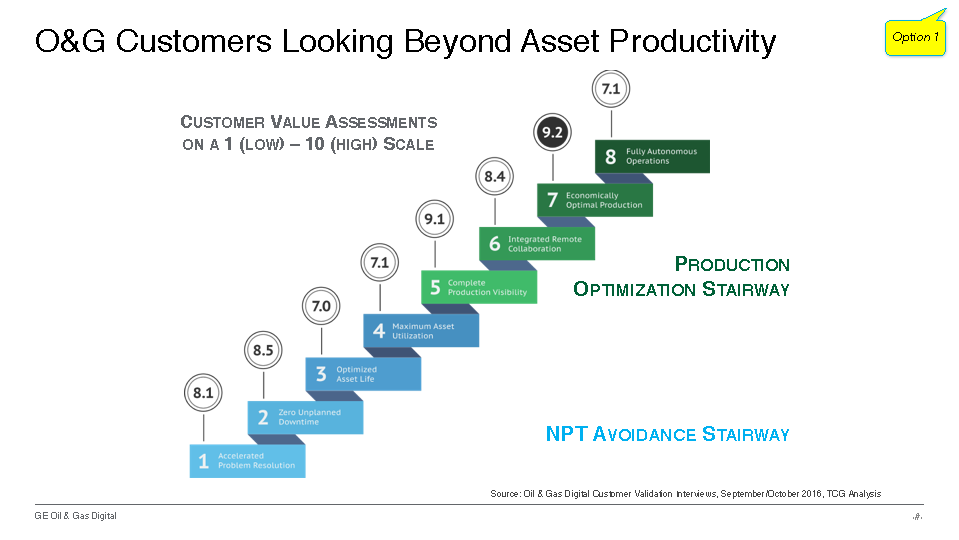 O&G Customers Looking Beyond Asset Productivity
Option 1
CUSTOMER VALUE ASSESSMENTS
ON A 1 (LOW) – 10 (HIGH) SCALE
7.1
8 Fully Autonomous
Operations
9.2
7 Economically
Optimal Production
8.4
6 Integrated Remote
Collaboration
9.1
5 Complete
Production Visibility
7.1
4 Maximum Asset
Utilization
7.0
3 Optimized
Asset Life
8.5
2 Zero Unplanned
Downtime
8.1
1 Accelerated
Problem Resolution
PRODUCTION
OPTIMIZATION STAIRWAY
NPT AVOIDANCE STAIRWAY
Source: Oil & Gas Digital Customer Validation Interviews, September/October 2016, TCG Analysis
GE Oil & Gas Digital
.#.